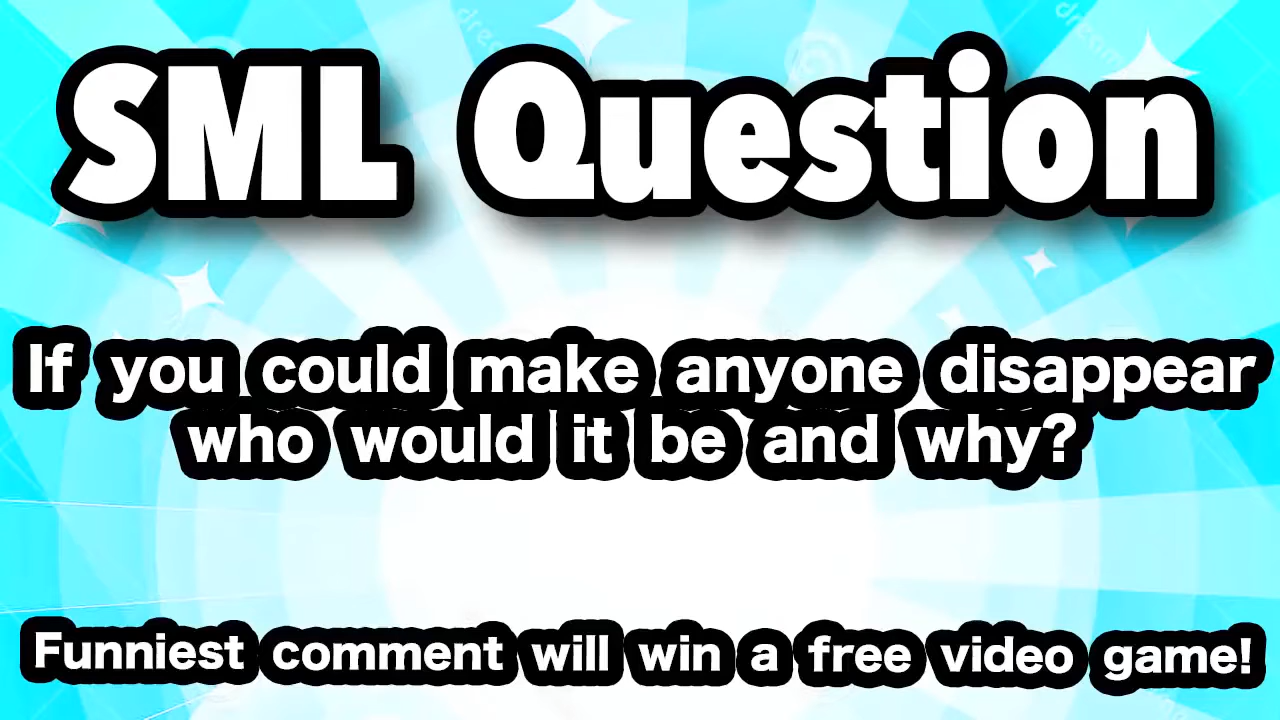 SML Question
If you could make anyone disappear
who would it be and why?
Funniest comment will win a free video game!